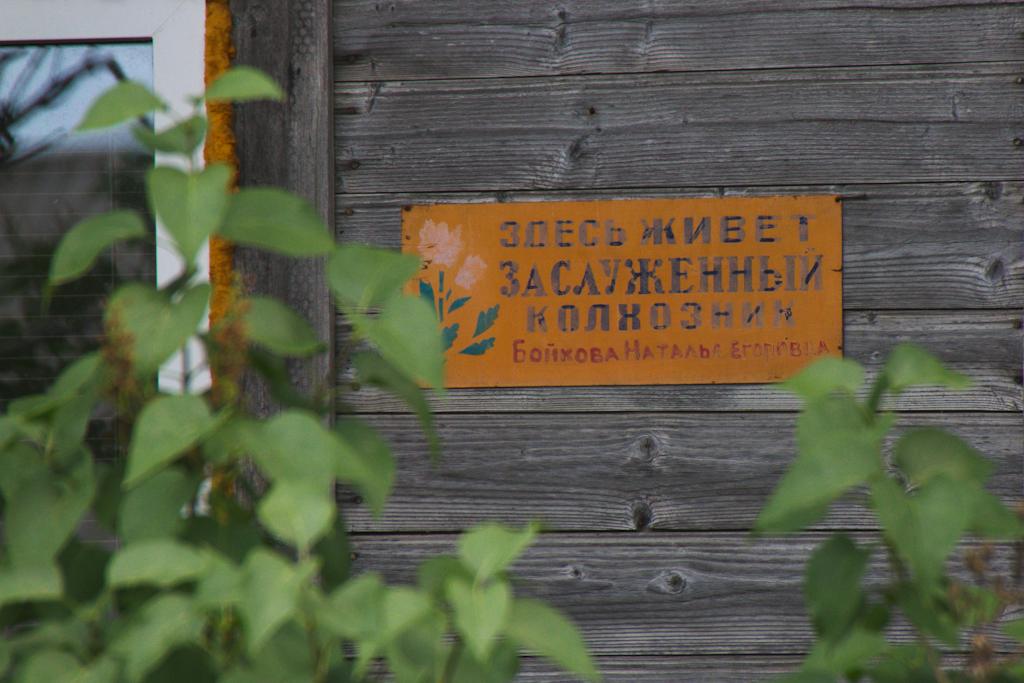 ЗДЕСЬ ЖИВЕТ
ЗАСЛУЖЕННЫЙ
КОЛХОЗНИК
Бойкова Наталья Егоровна